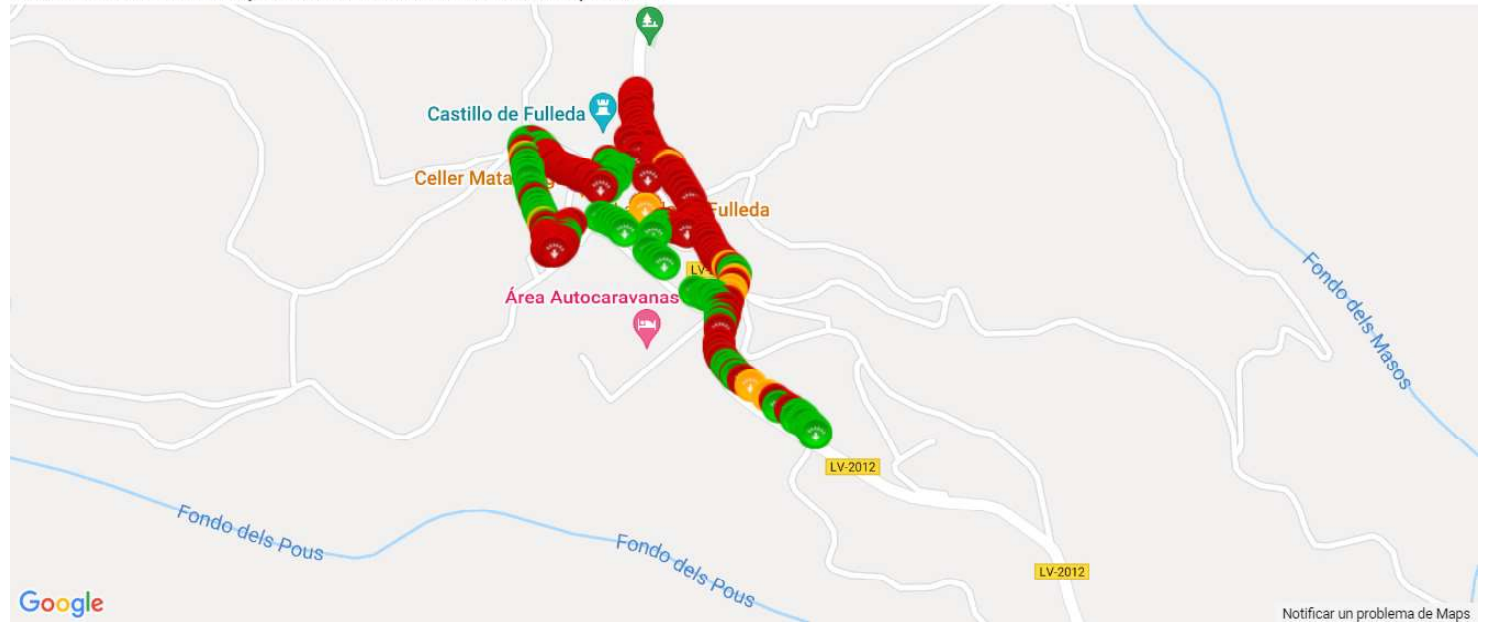 Castillo de Fulleda
Celler Mata
Fulleda
LV-
Área Autocaravanas
Fondo dels Masos
LV-2012
Fondo dels Pous
Fondo dels Pous
LV-2012
Google
Notificar un problema de Maps